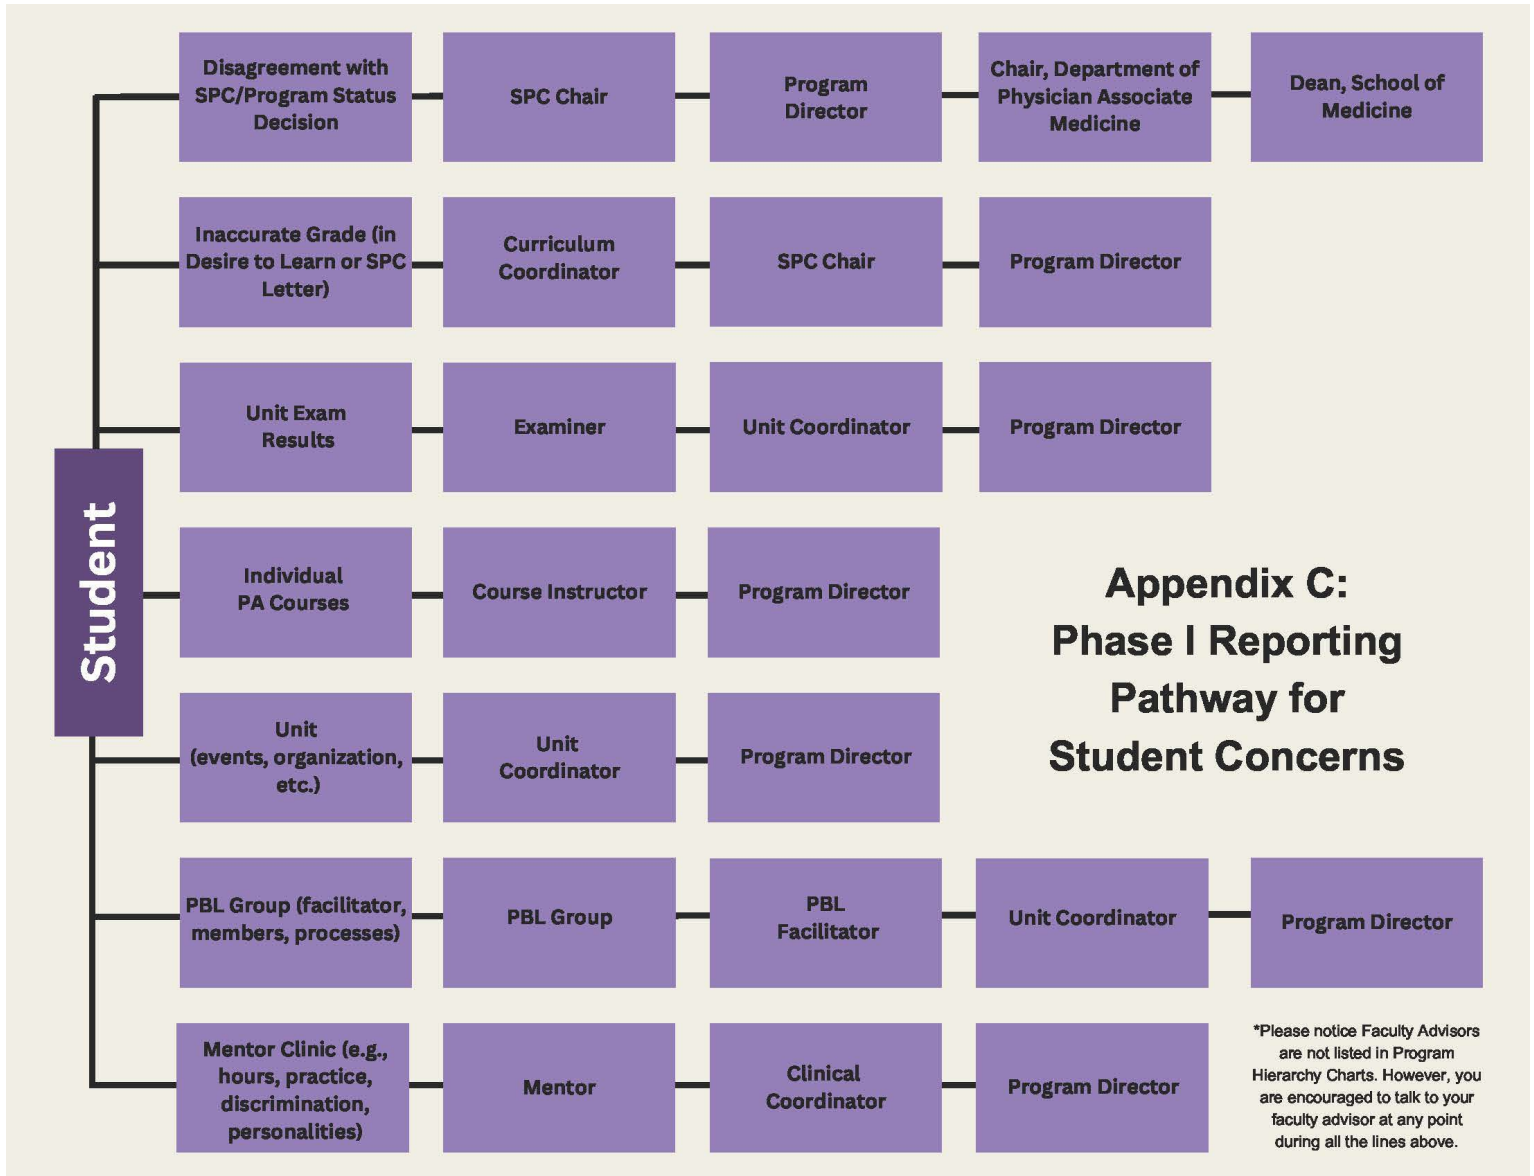 Disagreement with
SPC/Program Status
Decision
SPC Chair
Program
Director
Chair, Department of
Physician Associate
Medicine
Dean, School of
Medicine
Inaccurate Grade (in
Desire to Learn or SPC
Letter)
Curriculum
Coordinator
SPC Chair
Program Director
Unit Exam
Results
Examiner
Unit Coordinator
Program Director
Student
Individual
PA Courses
Course Instructor
Program Director
Appendix C:
Phase I Reporting
Pathway for
Student Concerns
Unit
(events, organization,
etc.)
Unit
Coordinator
Program Director
PBL Group (facilitator,
members, processes)
PBL Group
PBL
Facilitator
Unit Coordinator
Program Director
Mentor Clinic (e.g.,
hours, practice,
discrimination,
personalities)
Mentor
Clinical
Coordinator
Program Director
*Please notice Faculty Advisors
are not listed in Program
Hierarchy Charts. However, you
are encouraged to talk to your
faculty advisor at any point
during all the lines above.